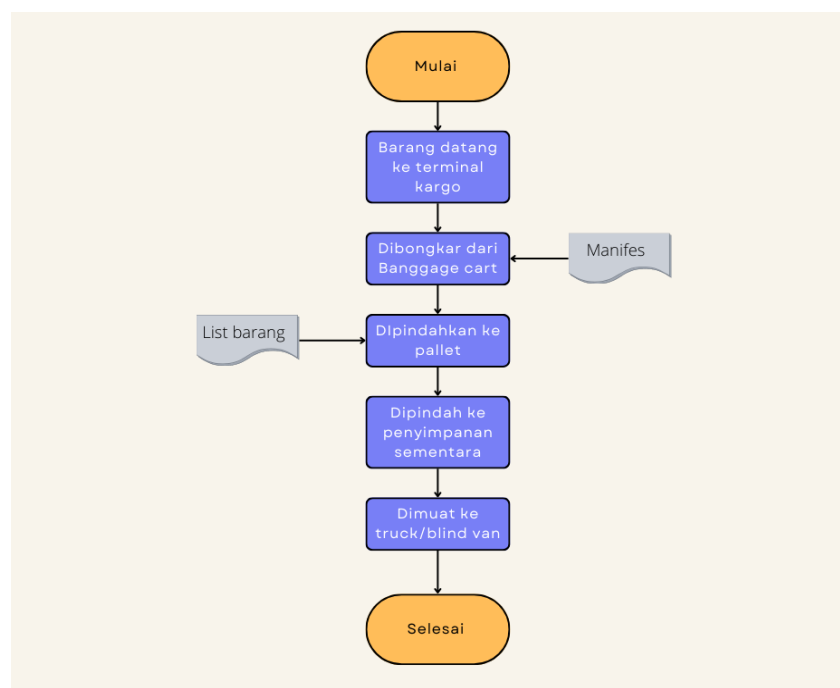 Mulai
Barang datang
ke terminal
kargo
Dibongkar dari
Banggage cart
Manifes
List barang
DIpindahkan ke
pallet
Dipindah ke
penyimpanan
sementara
Dimuat ke
truck/blind van
Selesai